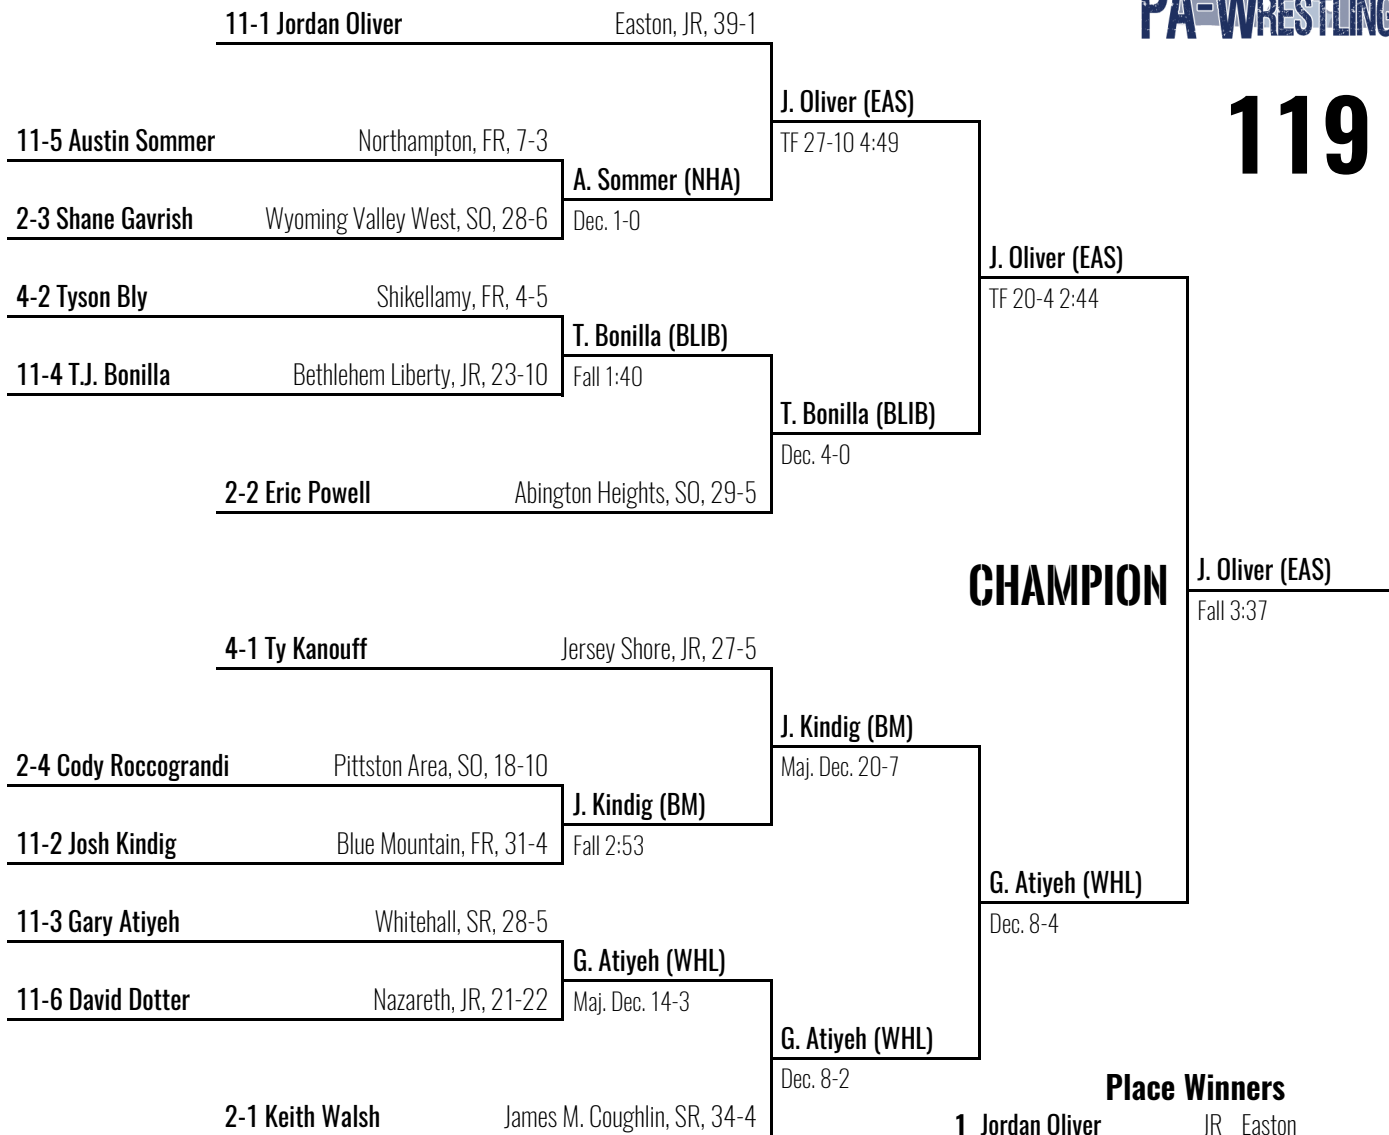 PA-WRESTLING
119
11-1 Jordan Oliver Easton, JR, 39-1
J. Oliver (EAS)
TF 27-10 4:49
11-5 Austin Sommer Northampton, FR, 7-3
A. Sommer (NHA)
Dec. 1-0
2-3 Shane Gavrish Wyoming Valley West, SO, 28-6
J. Oliver (EAS)
TF 20-4 2:44
4-2 Tyson Bly Shikellamy, FR, 4-5
T. Bonilla (BLIB)
Fall 1:40
11-4 T.J. Bonilla Bethlehem Liberty, JR, 23-10
T. Bonilla (BLIB)
Dec. 4-0
2-2 Eric Powell Abington Heights, SO, 29-5
CHAMPION
J. Oliver (EAS)
Fall 3:37
4-1 Ty Kanouff Jersey Shore, JR, 27-5
J. Kindig (BM)
Maj. Dec. 20-7
2-4 Cody Roccograndi Pittston Area, SO, 18-10
J. Kindig (BM)
Fall 2:53
11-2 Josh Kindig Blue Mountain, FR, 31-4
G. Atiyeh (WHL)
Dec. 8-4
11-3 Gary Atiyeh Whitehall, SR, 28-5
G. Atiyeh (WHL)
Maj. Dec. 14-3
11-6 David Dotter Nazareth, JR, 21-22
G. Atiyeh (WHL)
Dec. 8-2
2-1 Keith Walsh James M. Coughlin, SR, 34-4
Place Winners
1 Jordan Oliver JR Easton